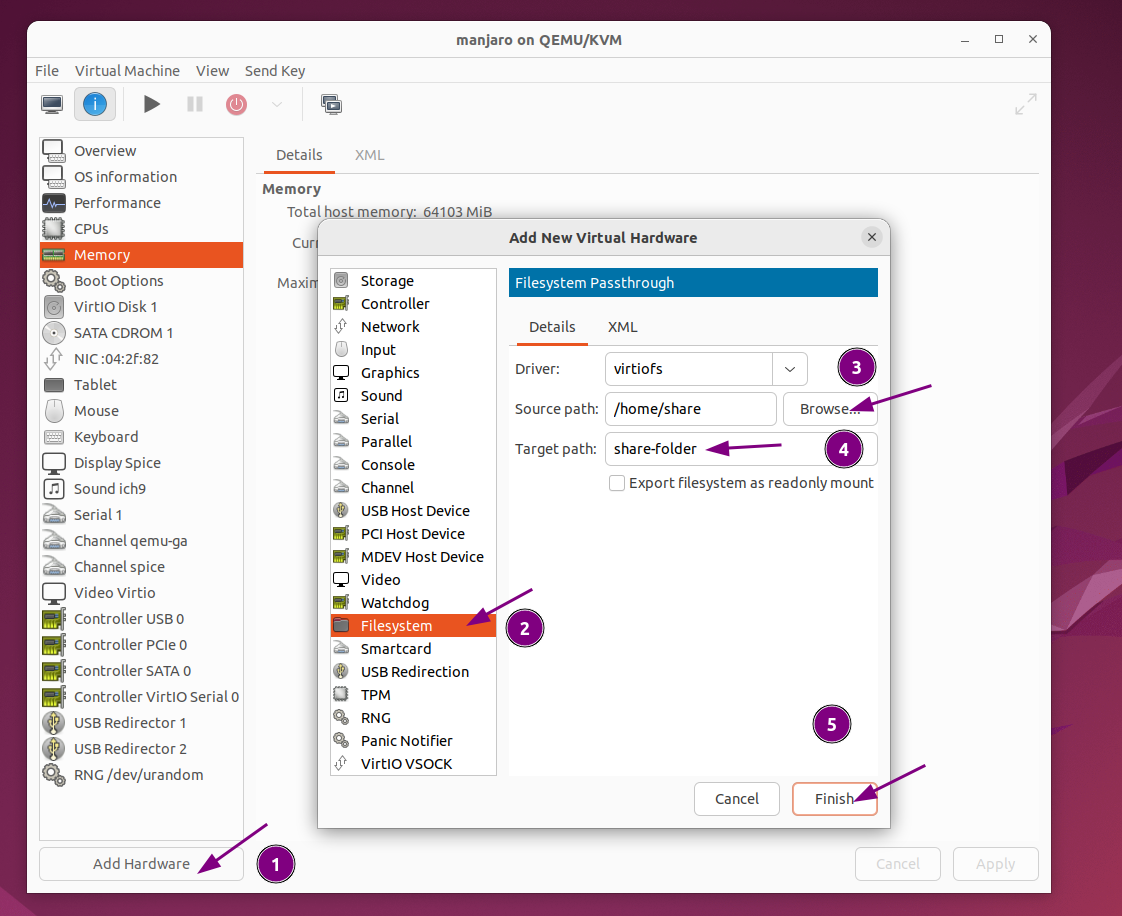 manjaro on QEMU/KVM
File Virtual Machine View Send Key
Overview
OS information
Performance
CPUs
Memory
Boot Options
VirtIO Disk 1
SATA CDROM 1
NIC :04:2f:82
Tablet
Mouse
Keyboard
Display Spice
Sound ich9
Serial 1
Channel qemu-ga
Channel spice
Video Virtio
Controller USB 0
Controller PCIe 0
Controller SATA 0
Controller VirtIO Serial 0
USB Redirector 1
USB Redirector 2
RNG /dev/urandom
Add Hardware
1
Details XML
Memory
Total host memory: 64103 MiB
Add New Virtual Hardware
Storage
Controller
Network
Input
Graphics
Sound
Serial
Parallel
Console
Channel
USB Host Device
PCI Host Device
MDEV Host Device
Video
Watchdog
Filesystem
Smartcard
USB Redirection
TPM
RNG
Panic Notifier
VirtIO VSOCK
2
Filesystem Passthrough
Details XML
Driver: virtiofs
3
Source path: /home/share Browse...
Target path: share-folder
4
Export filesystem as readonly mount
5
Cancel Finish
Cancel Apply